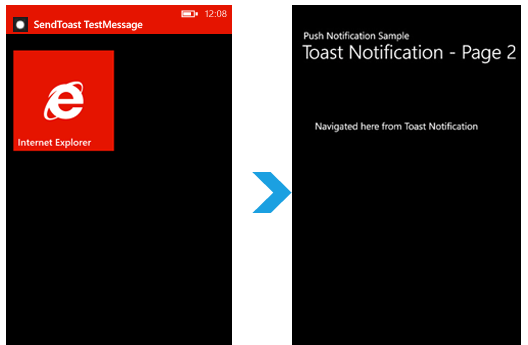 12:08
SendToast TestMessage
Internet Explorer
Push Notification Sample
Toast Notification - Page 2
Navigated here from Toast Notification